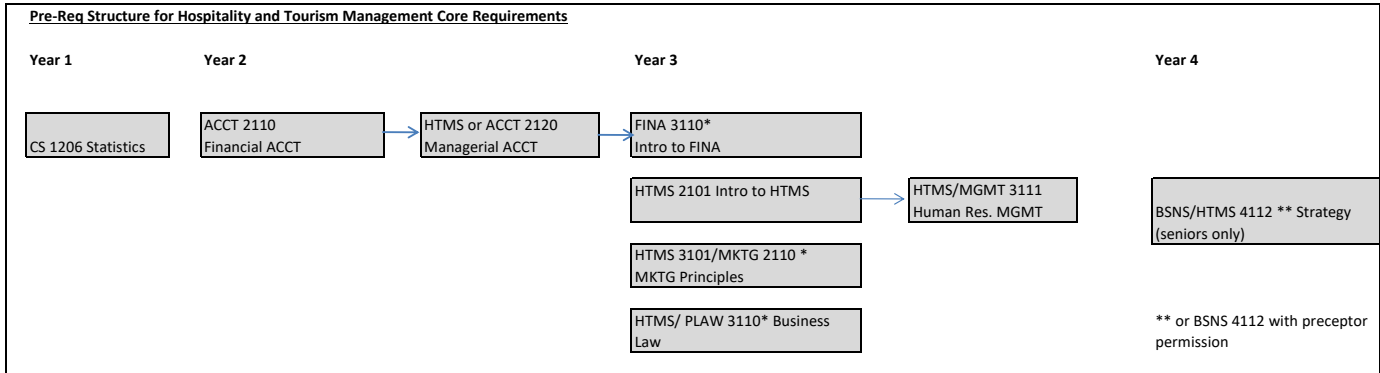 Pre-Req Structure for Hospitality and Tourism Management Core Requirements
Year 1
Year 2
Year 3
Year 4
CS 1206 Statistics
ACCT 2110
Financial ACCT
HTMS or ACCT 2120
Managerial ACCT
FINA 3110*
Intro to FINA
HTMS 2101 Intro to HTMS
HTMS/MGMT 3111
Human Res. MGMT
BSNS/HTMS 4112 ** Strategy
(seniors only)
HTMS 3101/MKTG 2110 *
MKTG Principles
HTMS/ PLAW 3110* Business
Law
** or BSNS 4112 with preceptor
permission